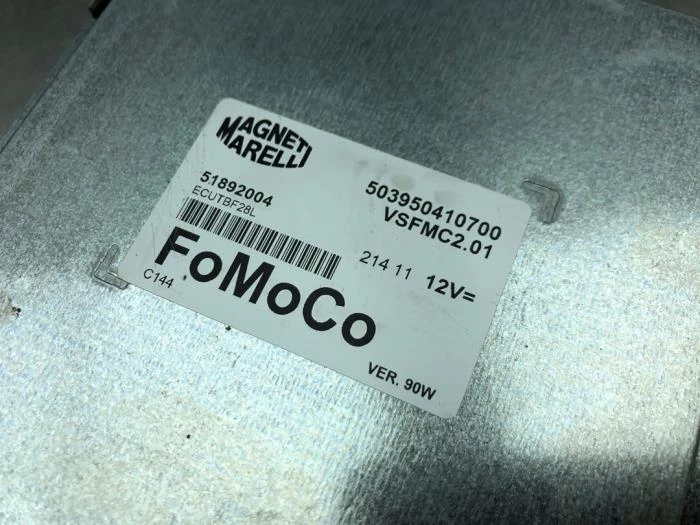 MAGNETI
MARELLI
51892004
ECUTBF28L
503950410700
VSFMC2.01
214 11 12V=
FoMoCo
C144
VER. 90W